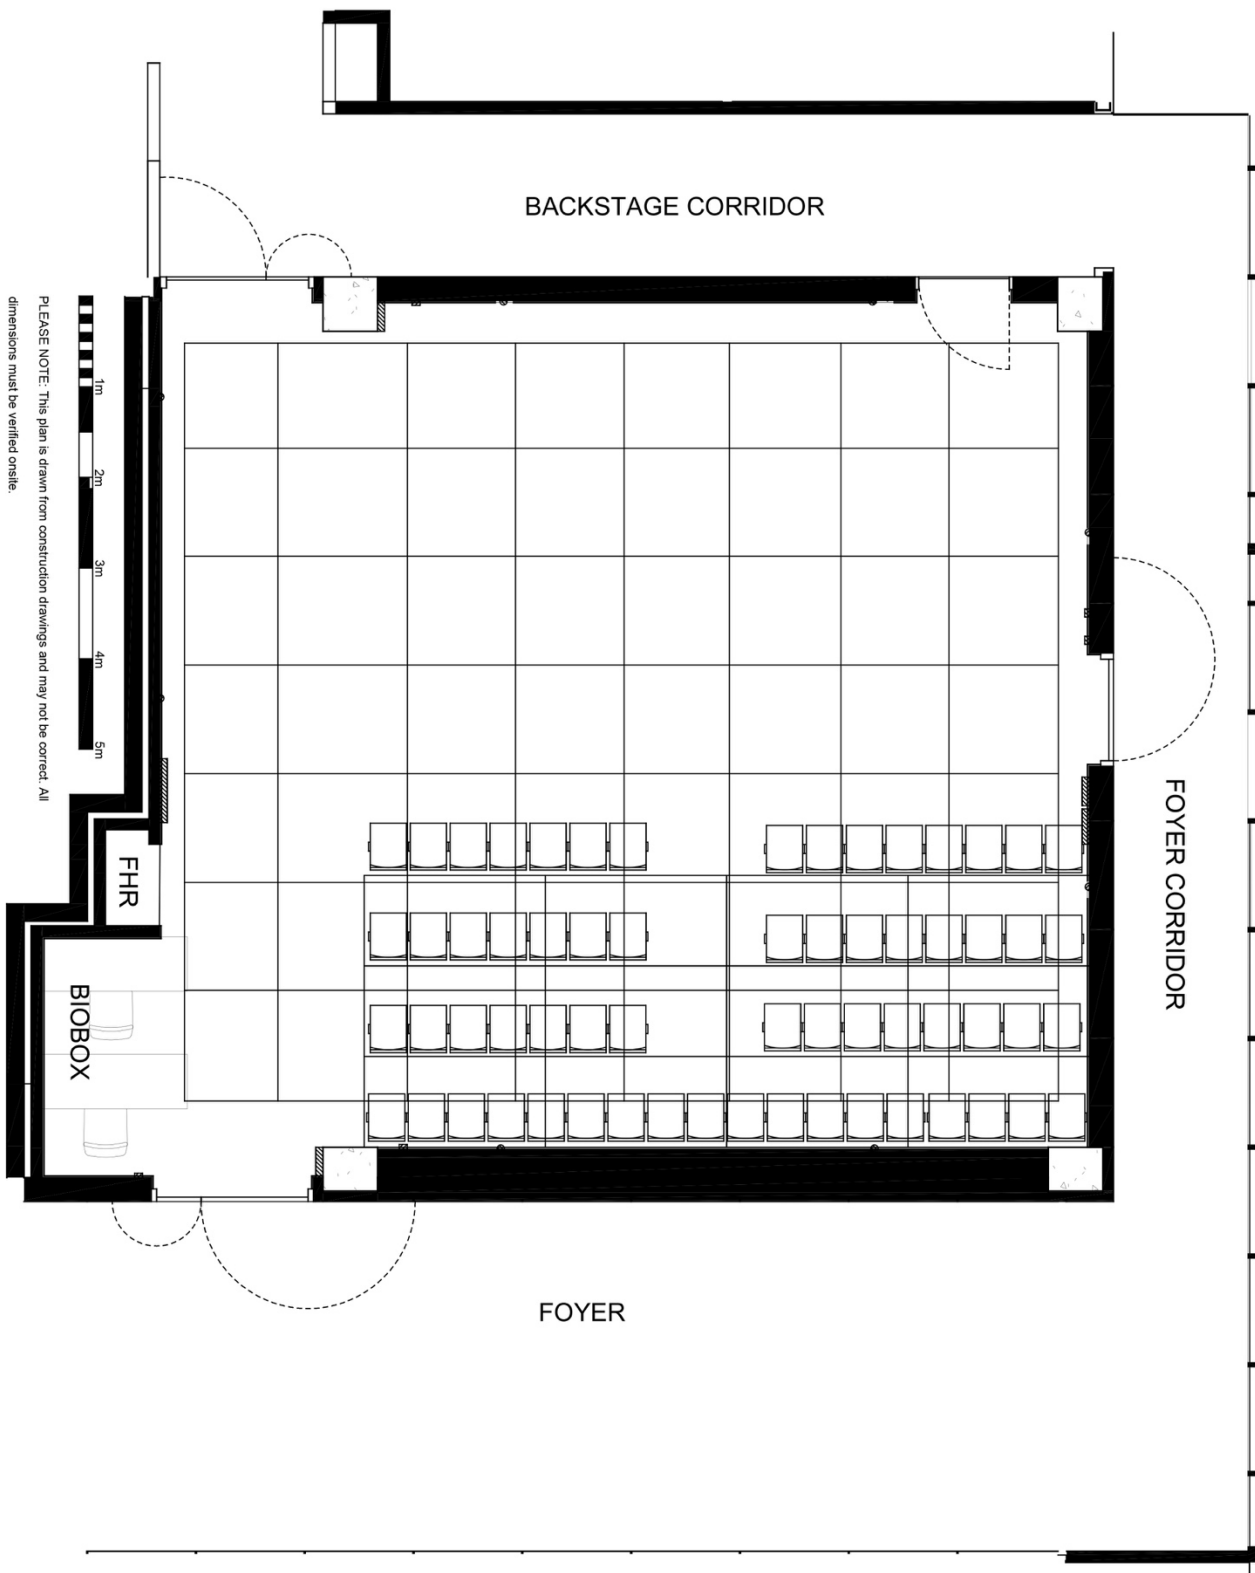 BACKSTAGE CORRIDOR
1m
2m
3m
4m
5m
PLEASE NOTE: This plan is drawn from construction drawings and may not be correct. All
dimensions must be verified onsite.
FOYER CORRIDOR
FHR
BIOBOX
FOYER